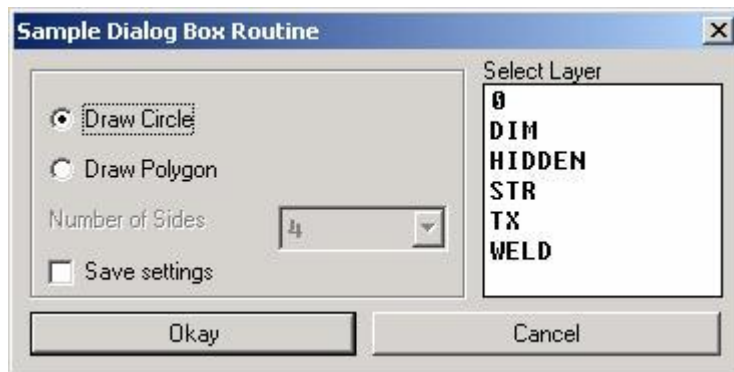 Sample Dialog Box Routine
Draw Circle
Draw Polygon
Number of Sides
4
Save settings
Select Layer
0
DIM
HIDDEN
STR
TX
WELD
Okay
Cancel